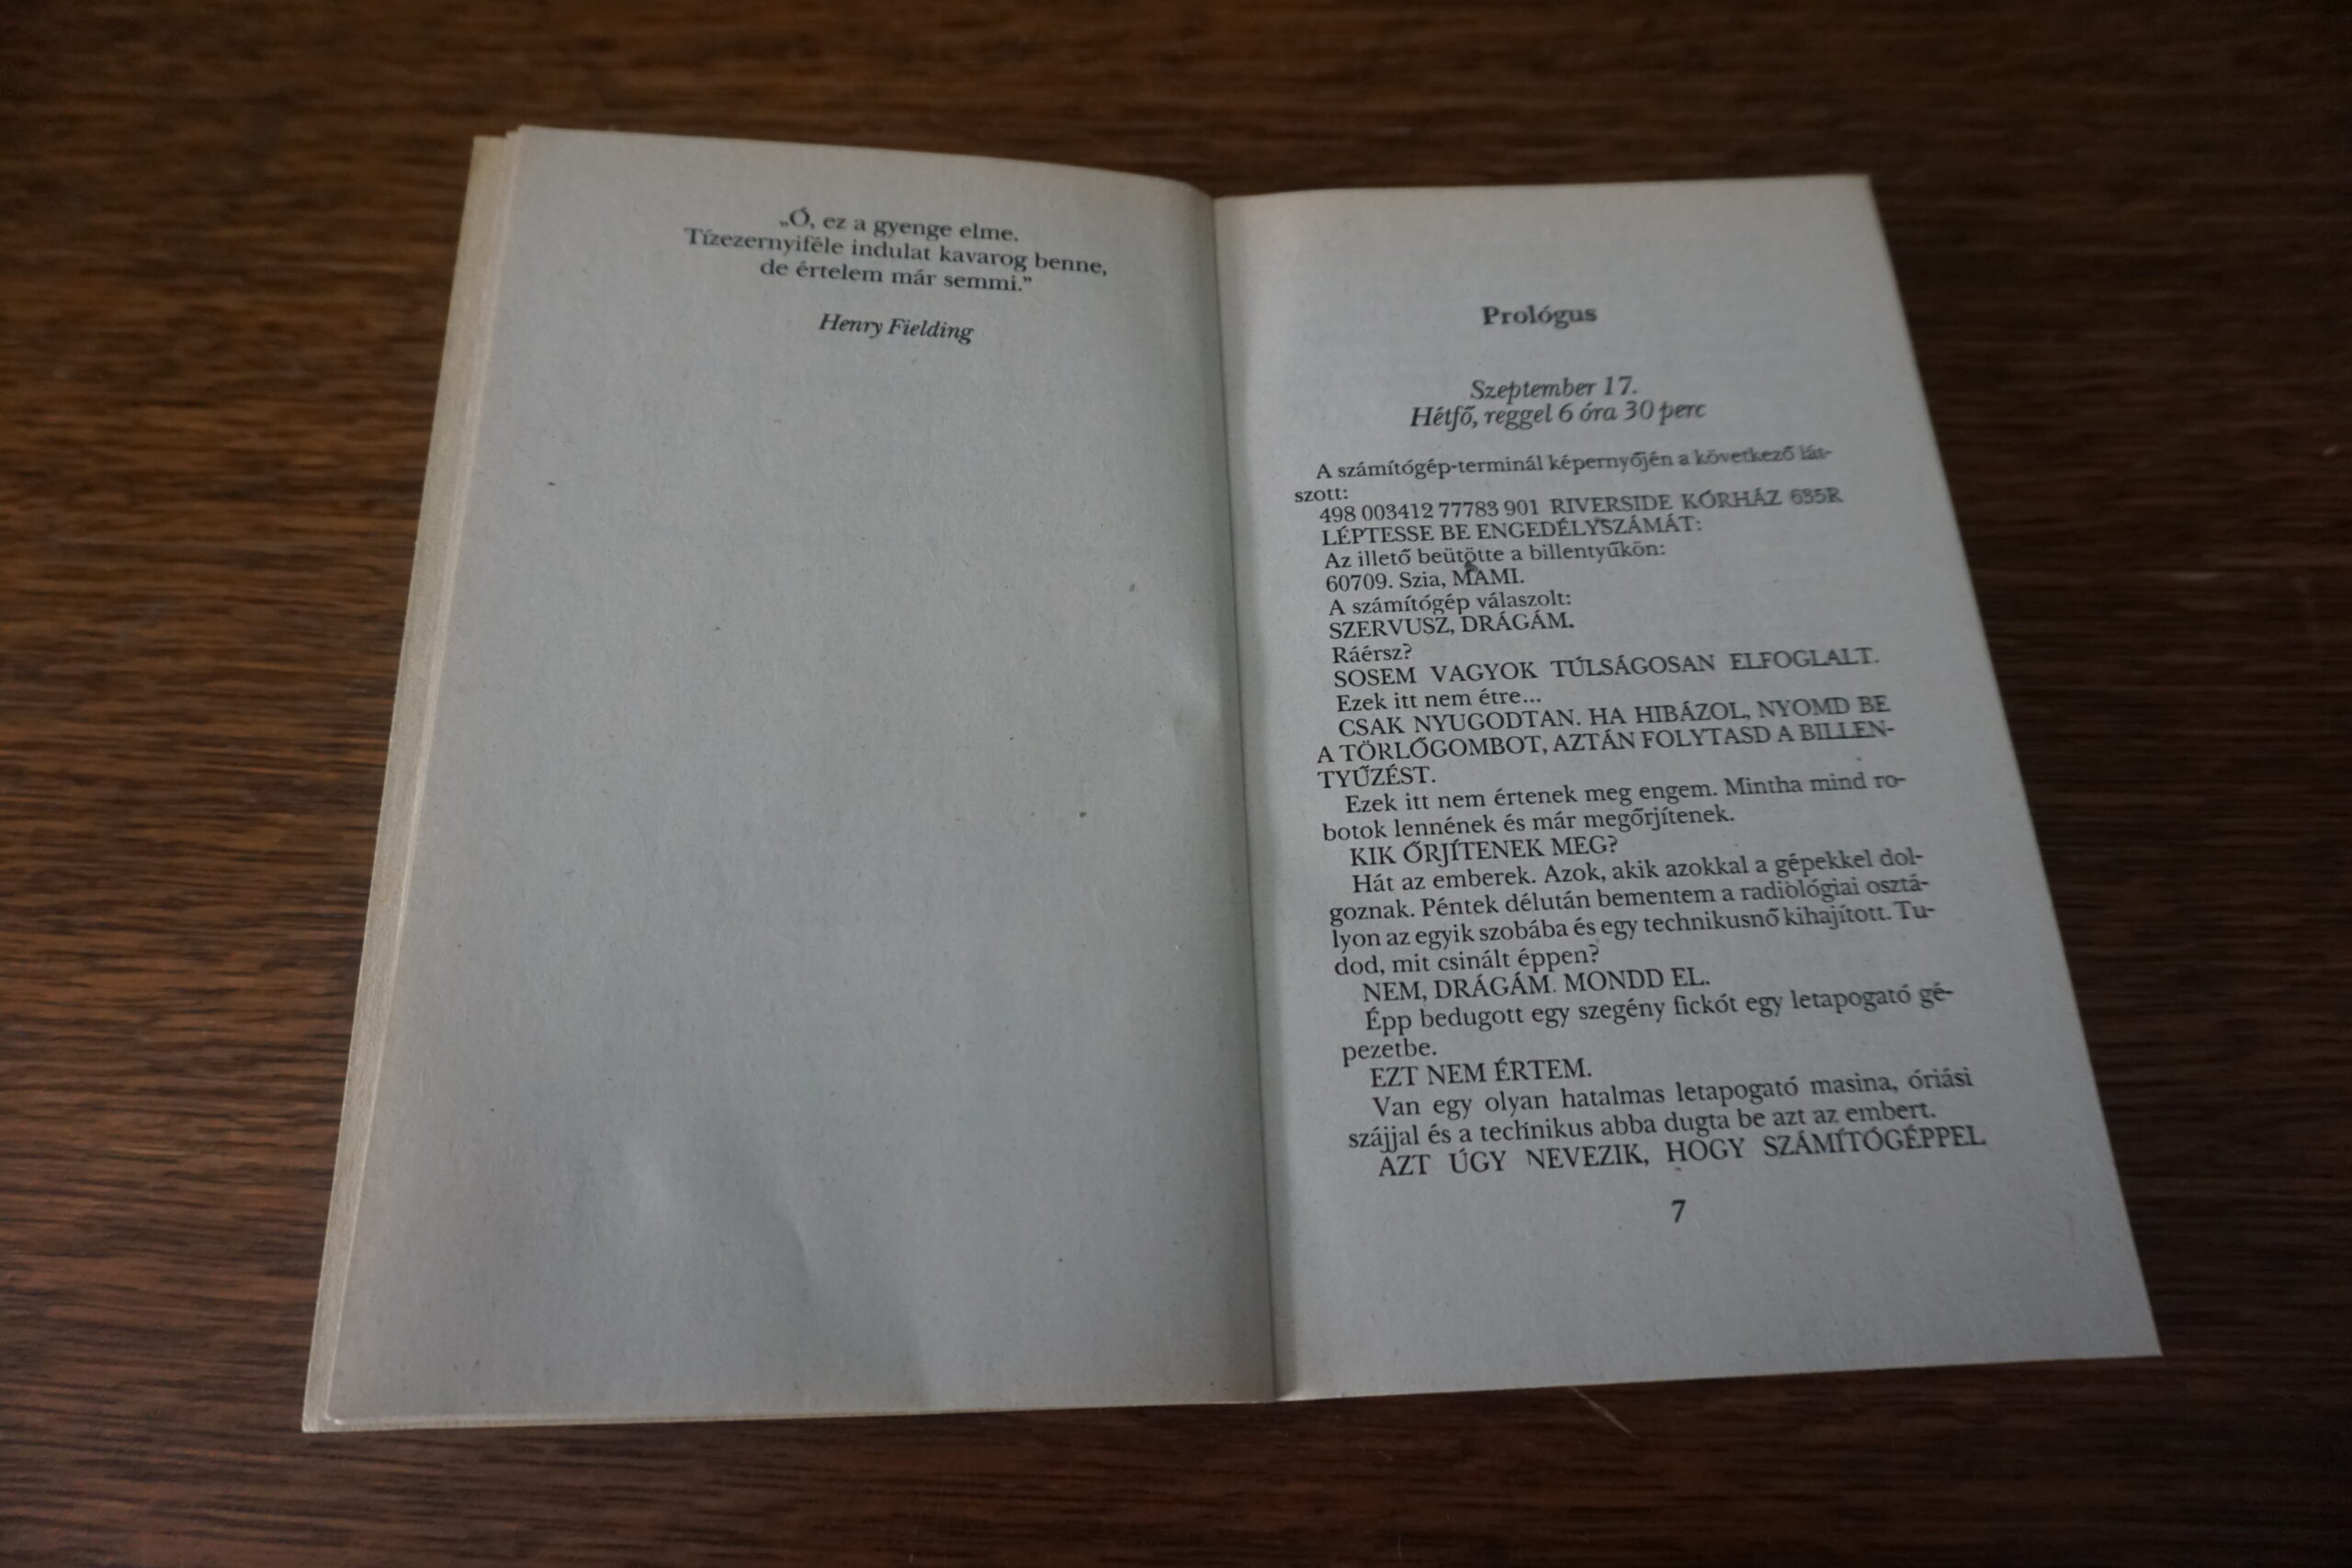 „Ó, ez a gyenge elme.
Tízezernyiféle indulat kavarog benne,
de értelem már semmi.”
Henry Fielding
Prológus
Szeptember 17.
Hétfő, reggel 6 óra 30 perc
A számítógép-terminál képernyőjén a következő lát-
szott:
498 003412 77783 901 RIVERSIDE KÓRHÁZ 635R
LÉPTESSE BE ENGEDÉLYSZÁMÁT:
Az illető beütötte a billentyűkön:
60709. Szia, MAMI.
A számítógép válaszolt:
SZERVUSZ, DRÁGÁM.
Ráérsz?
SOSEM VAGYOK TÚLSÁGOSAN ELFOGLALT.
Ezek itt nem étre...
CSAK NYUGODTAN. HA HIBÁZOL, NYOMD BE
A TÖRLŐGOMBOT, AZTÁN FOLYTASD A BILLEN-
TYŰZÉST.
Ezek itt nem értenek meg engem. Mintha mind ro-
botok lennének és már megőrjítenek.
KIK ŐRJÍTENEK MEG?
Hát az emberek. Azok, akik azokkal a gépekkel dol-
goznak. Péntek délután bementem a radiológiai osztá-
lyon az egyik szobába és egy technikusnő kihajított. Tu-
dod, mit csinált éppen?
NEM, DRÁGÁM. MONDD EL.
Épp bedugott egy szegény fickót egy letapogató gé-
pezetbe.
EZT NEM ÉRTEM.
Van egy olyan hatalmas letapogató masina, óriási
szájjal és a technikus abba dugta be azt az embert.
AZT ÚGY NEVEZIK, HOGY SZÁMÍTÓGÉPPEL
7